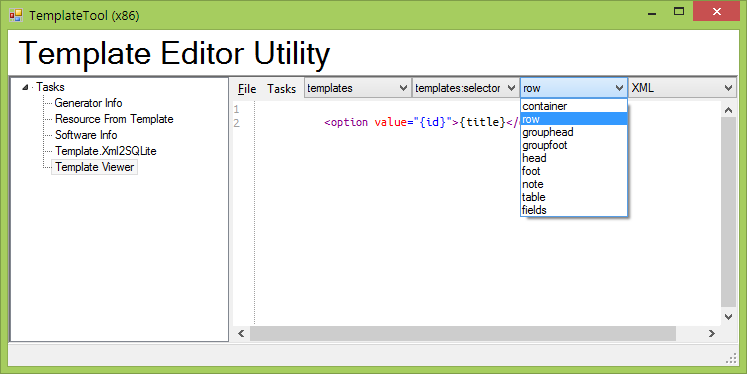 TemplateTool (x86)
Template Editor Utility
Tasks
Generator Info
Resource From Template
Software Info
Template.Xml2SQLite
Template Viewer
File Tasks templates templates:selector row XML
1
2 <option value="{id}">{title}</
container
row
grouphead
groupfoot
head
foot
note
table
fields